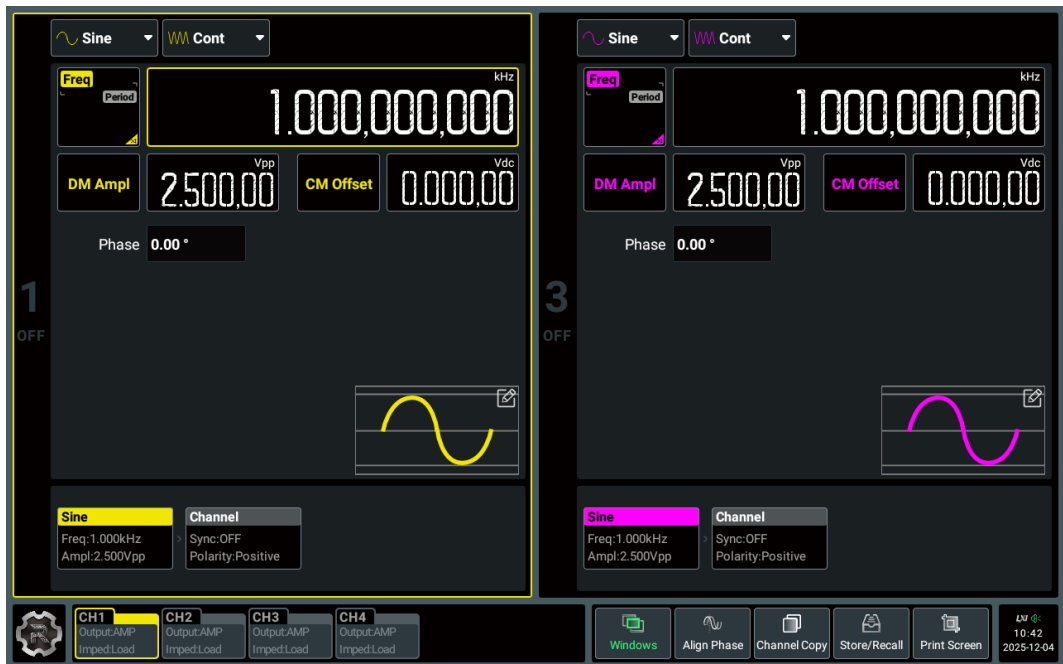 Sine
Cont
Freq
Period
kHz
1.000,000,000
DM Ampl
Vpp
2.500,00
CM Offset
Vdc
0.000,00
Phase 0.00 °
1
OFF
Sine
Freq:1.000kHz
Ampl:2.500Vpp
>
Channel
Sync:OFF
Polarity:Positive
Sine
Cont
Freq
Period
kHz
1.000,000,000
DM Ampl
Vpp
2.500,00
CM Offset
Vdc
0.000,00
Phase 0.00 °
3
OFF
Sine
Freq:1.000kHz
Ampl:2.500Vpp
>
Channel
Sync:OFF
Polarity:Positive
CH1
Output:AMP
Imped:Load
CH2
Output:AMP
Imped:Load
CH3
Output:AMP
Imped:Load
CH4
Output:AMP
Imped:Load
Windows
Align Phase
Channel Copy
Store/Recall
Print Screen
LXI
10:42
2025-12-04